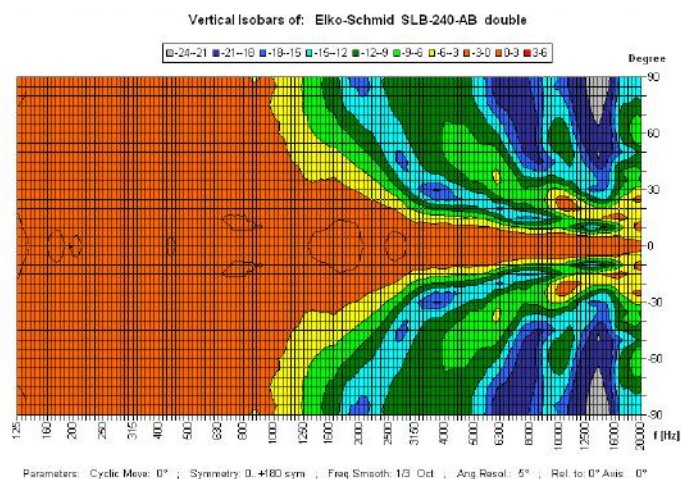 Vertical Isobars of: Elko-Schmid SLB-240-AB double
-24--21 -21--18 -18--15 -15--12 -12--9 -9-6 -6-3 -3-0 0-3 3-6
Degree
90
60
30
0
-30
-60
-90
125 160 200 250 315 400 500 630 800 1000 1250 1600 2000 2500 3150 4000 5000 6300 8000 10000 12500 16000 20000
f [Hz]
Parameters: Cyclic Move: 0° ; Symmetry: 0..+180 sym ; Freq.Smooth: 1/3 Oct ; Ang.Resol.: 5° ; Rel. to: 0° Axis 0°